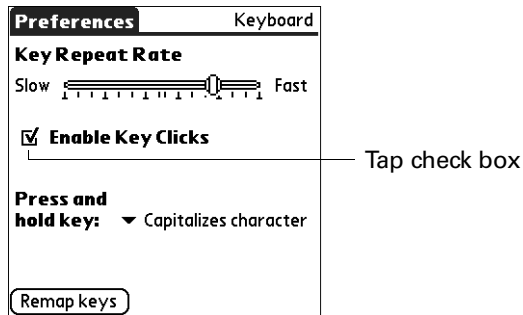 Preferences Keyboard
Key Repeat Rate
Slow Fast
Enable Key Clicks
Tap check box
Press and
hold key: Capitalizes character
Remap keys